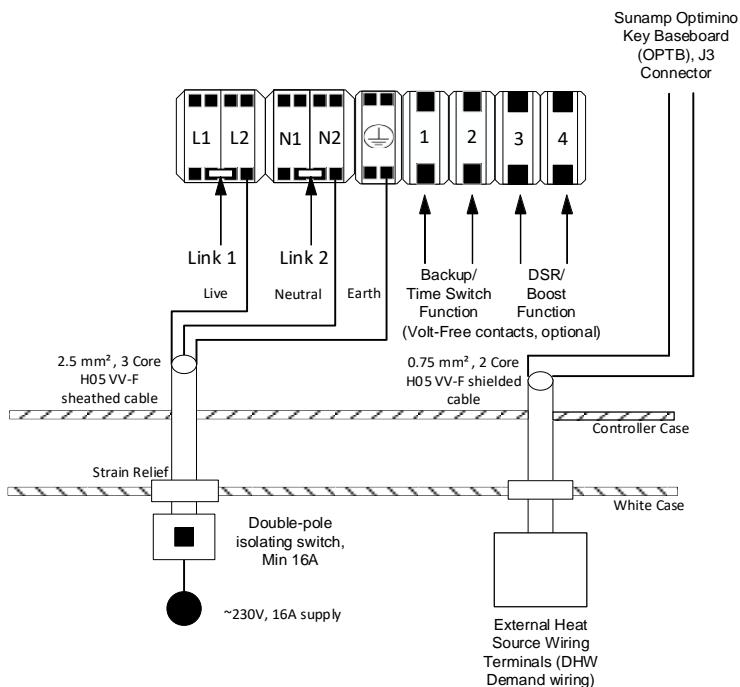 Sunamp Optimino
Key Baseboard
(OPTB), J3
Connector
L1 L2 N1 N2 1 2 3 4
Link 1
Link 2
Live
Neutral
Earth
Backup/
Time Switch
Function
DSR/
Boost
Function
(Volt-Free contacts, optional)
2.5 mm², 3 Core
H05 VV-F
sheathed cable
0.75 mm², 2 Core
H05 VV-F shielded
cable
Controller Case
Strain Relief
White Case
Double-pole
isolating switch,
Min 16A
~230V, 16A supply
External Heat
Source Wiring
Terminals (DHW
Demand wiring)